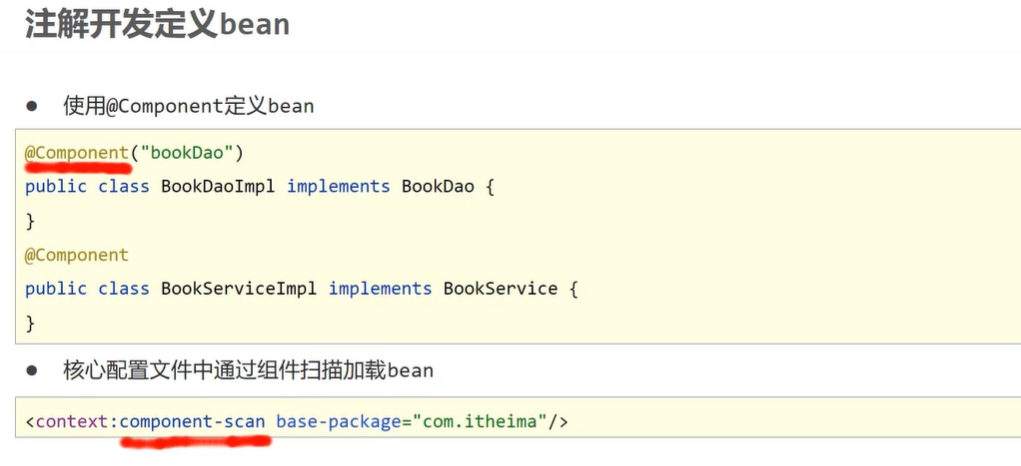 注解开发定义bean
● 使用@Component定义bean
@Component("bookDao")
public class BookDaoImpl implements BookDao {
}
@Component
public class BookServiceImpl implements BookService {
}
● 核心配置文件中通过组件扫描加载bean
<context:component-scan base-package="com.itheima"/>